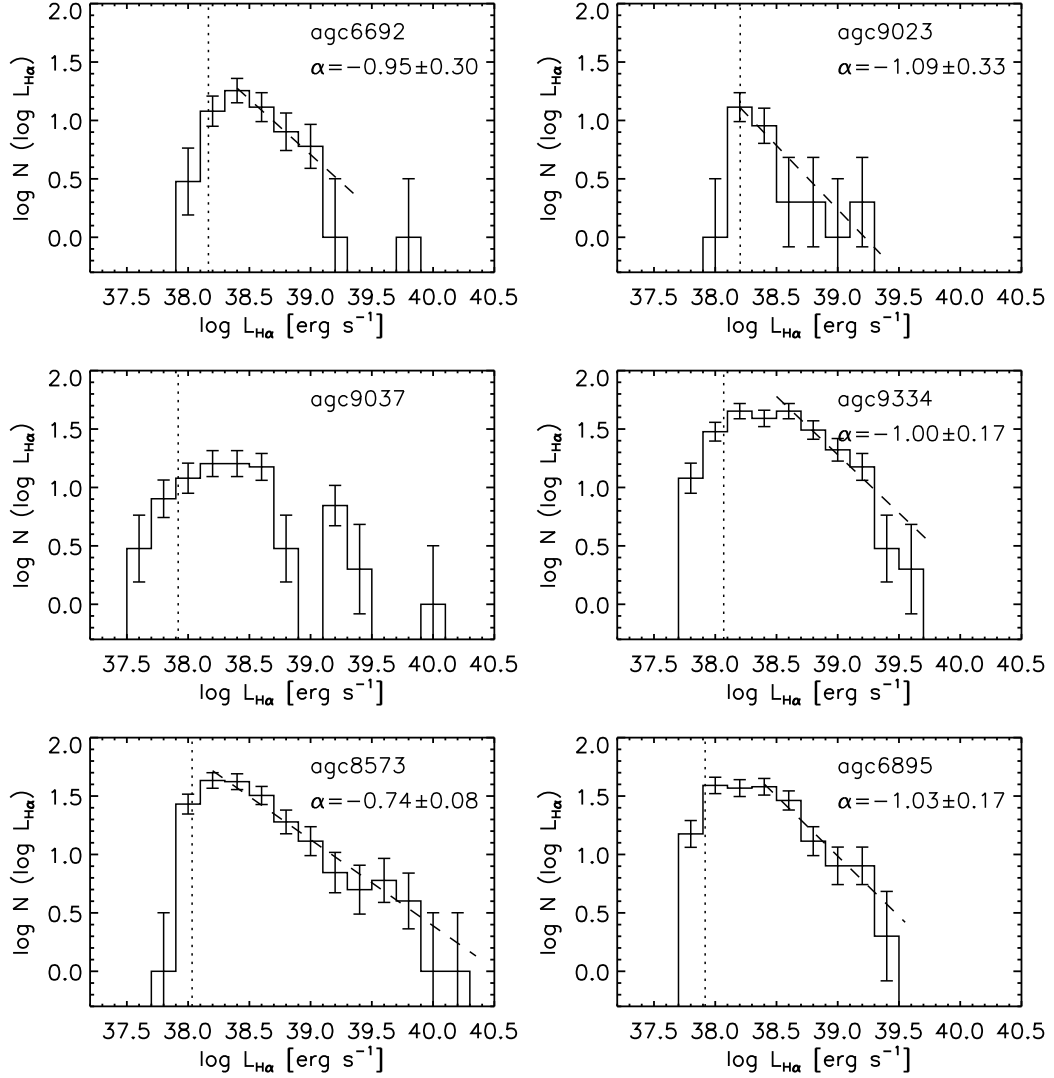 2.0
1.5
1.0
0.5
0.0
log N (log L_Hα)
agc6692
α=−0.95±0.30
37.5 38.0 38.5 39.0 39.5 40.0 40.5
log L_Hα [erg s⁻¹]
2.0
1.5
1.0
0.5
0.0
log N (log L_Hα)
agc9023
α=−1.09±0.33
37.5 38.0 38.5 39.0 39.5 40.0 40.5
log L_Hα [erg s⁻¹]
2.0
1.5
1.0
0.5
0.0
log N (log L_Hα)
agc9037
37.5 38.0 38.5 39.0 39.5 40.0 40.5
log L_Hα [erg s⁻¹]
2.0
1.5
1.0
0.5
0.0
log N (log L_Hα)
agc9334
α=−1.00±0.17
37.5 38.0 38.5 39.0 39.5 40.0 40.5
log L_Hα [erg s⁻¹]
2.0
1.5
1.0
0.5
0.0
log N (log L_Hα)
agc8573
α=−0.74±0.08
37.5 38.0 38.5 39.0 39.5 40.0 40.5
log L_Hα [erg s⁻¹]
2.0
1.5
1.0
0.5
0.0
log N (log L_Hα)
agc6895
α=−1.03±0.17
37.5 38.0 38.5 39.0 39.5 40.0 40.5
log L_Hα [erg s⁻¹]